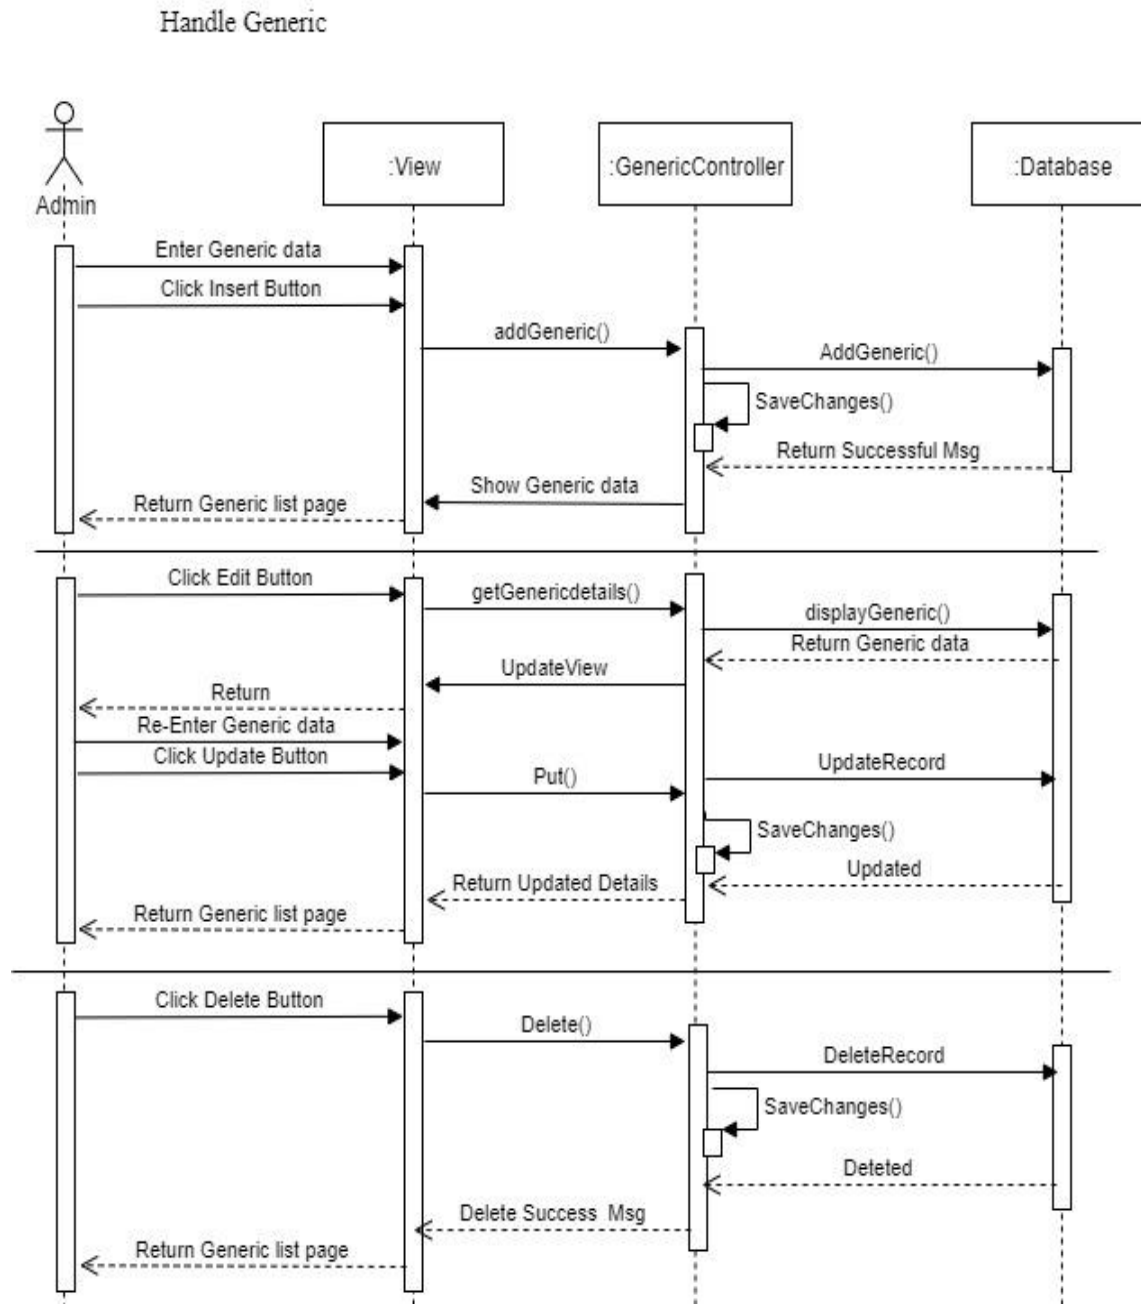 Handle Generic
Admin
:View
:GenericController
:Database
Enter Generic data
Click Insert Button
addGeneric()
AddGeneric()
SaveChanges()
Return Successful Msg
Show Generic data
Return Generic list page
Click Edit Button
getGenericdetails()
displayGeneric()
Return Generic data
UpdateView
Return
Re-Enter Generic data
Click Update Button
UpdateRecord
Put()
SaveChanges()
Updated
Return Updated Details
Return Generic list page
Click Delete Button
Delete()
DeleteRecord
SaveChanges()
Deteted
Delete Success Msg
Return Generic list page